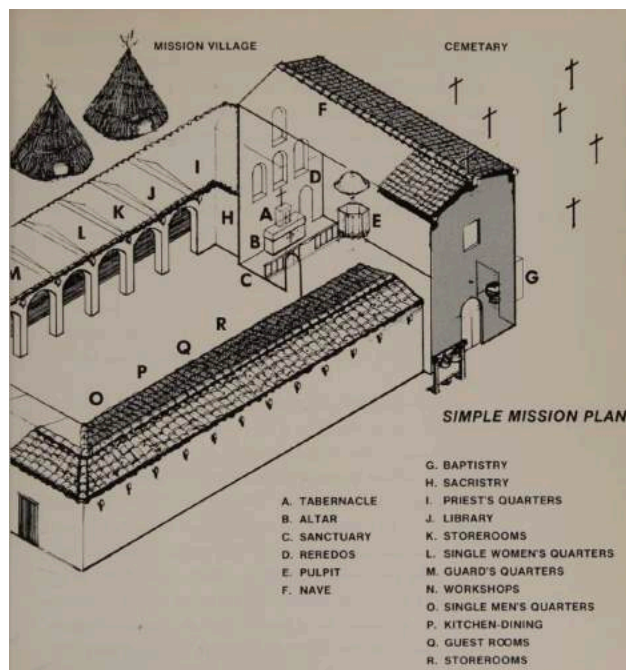 MISSION VILLAGE
CEMETARY
F
I
D
J
H
A
E
K
L
B
M
C
G
R
Q
P
O
SIMPLE MISSION PLAN
A. TABERNACLE
B. ALTAR
C. SANCTUARY
D. REREDOS
E. PULPIT
F. NAVE
G. BAPTISTRY
H. SACRISTRY
I. PRIEST'S QUARTERS
J. LIBRARY
K. STOREROOMS
L. SINGLE WOMEN'S QUARTERS
M. GUARD'S QUARTERS
N. WORKSHOPS
O. SINGLE MEN'S QUARTERS
P. KITCHEN-DINING
Q. GUEST ROOMS
R. STOREROOMS